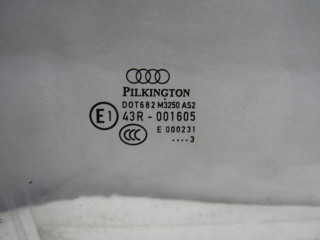 PILKINGTON
DOT682 M3250 AS2
E1 43R - 001605
CCC E 000231
....3